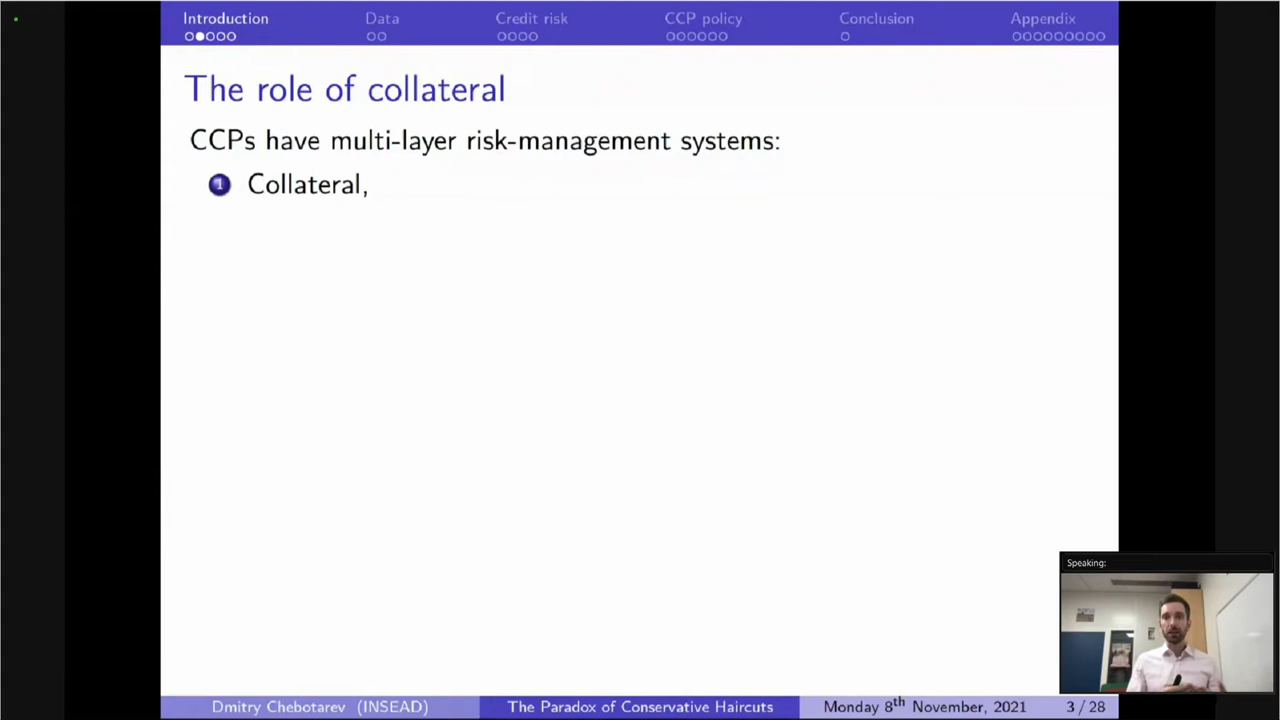 Introduction Data Credit risk CCP policy Conclusion Appendix
The role of collateral
CCPs have multi-layer risk-management systems:
1 Collateral,
Speaking:
Dmitry Chebotarev (INSEAD) The Paradox of Conservative Haircuts Monday 8th November, 2021 3 / 28